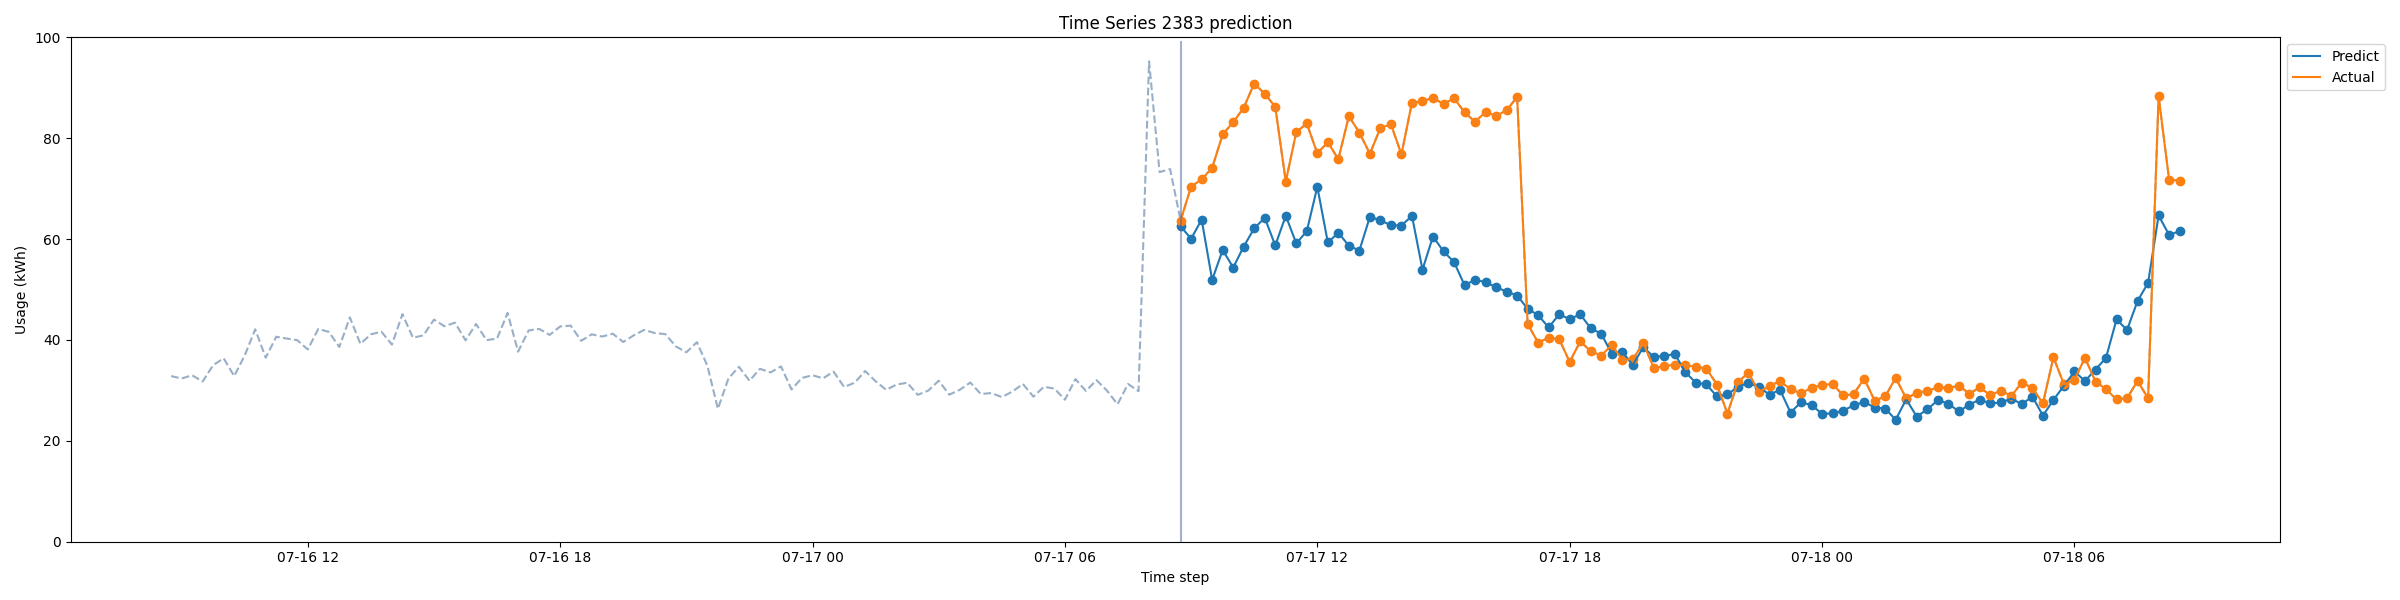 Time Series 2383 prediction
Predict
Actual
100
80
60
40
20
0
Usage (kWh)
07-16 12
07-16 18
07-17 00
07-17 06
07-17 12
07-17 18
07-18 00
07-18 06
Time step